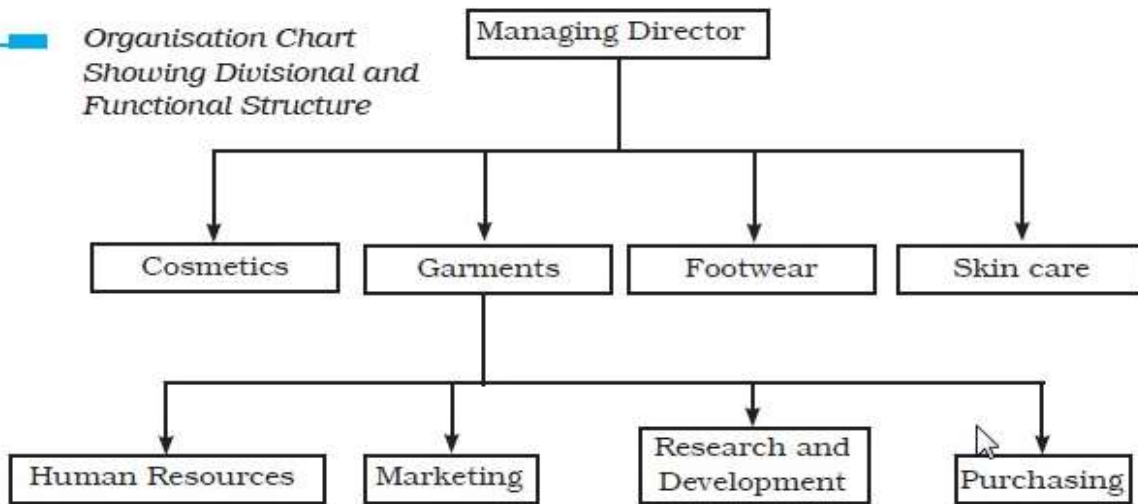 Organisation Chart
Showing Divisional and
Functional Structure
Managing Director
Cosmetics
Garments
Footwear
Skin care
Human Resources
Marketing
Research and
Development
Purchasing